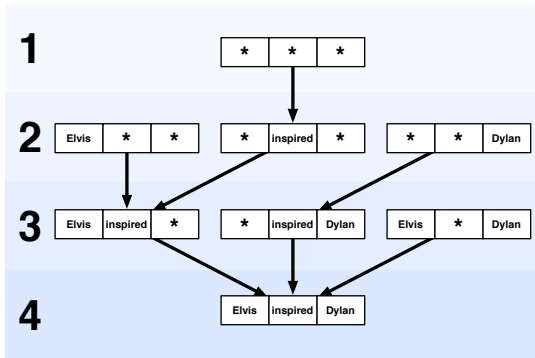 1
* * *
2
Elvis * * * inspired * * * Dylan
3
Elvis inspired * * inspired Dylan Elvis * Dylan
4
Elvis inspired Dylan